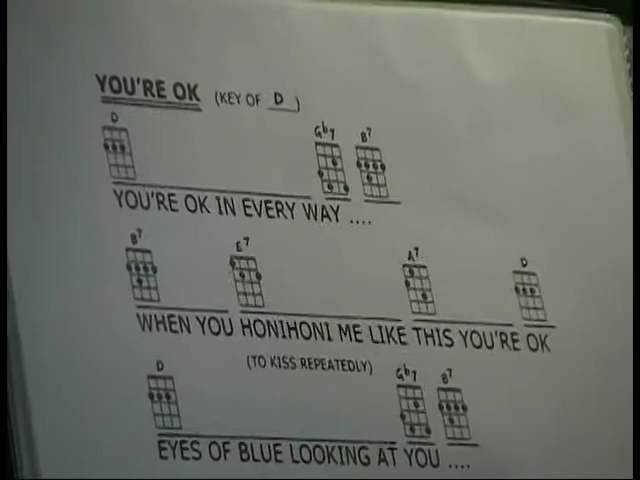 YOU'RE OK (KEY OF D)
D Gb7 B7
YOU'RE OK IN EVERY WAY ....
B7 E7 A7 D
WHEN YOU HONIHONI ME LIKE THIS YOU'RE OK
(TO KISS REPEATEDLY)
D Gb7 B7
EYES OF BLUE LOOKING AT YOU ....